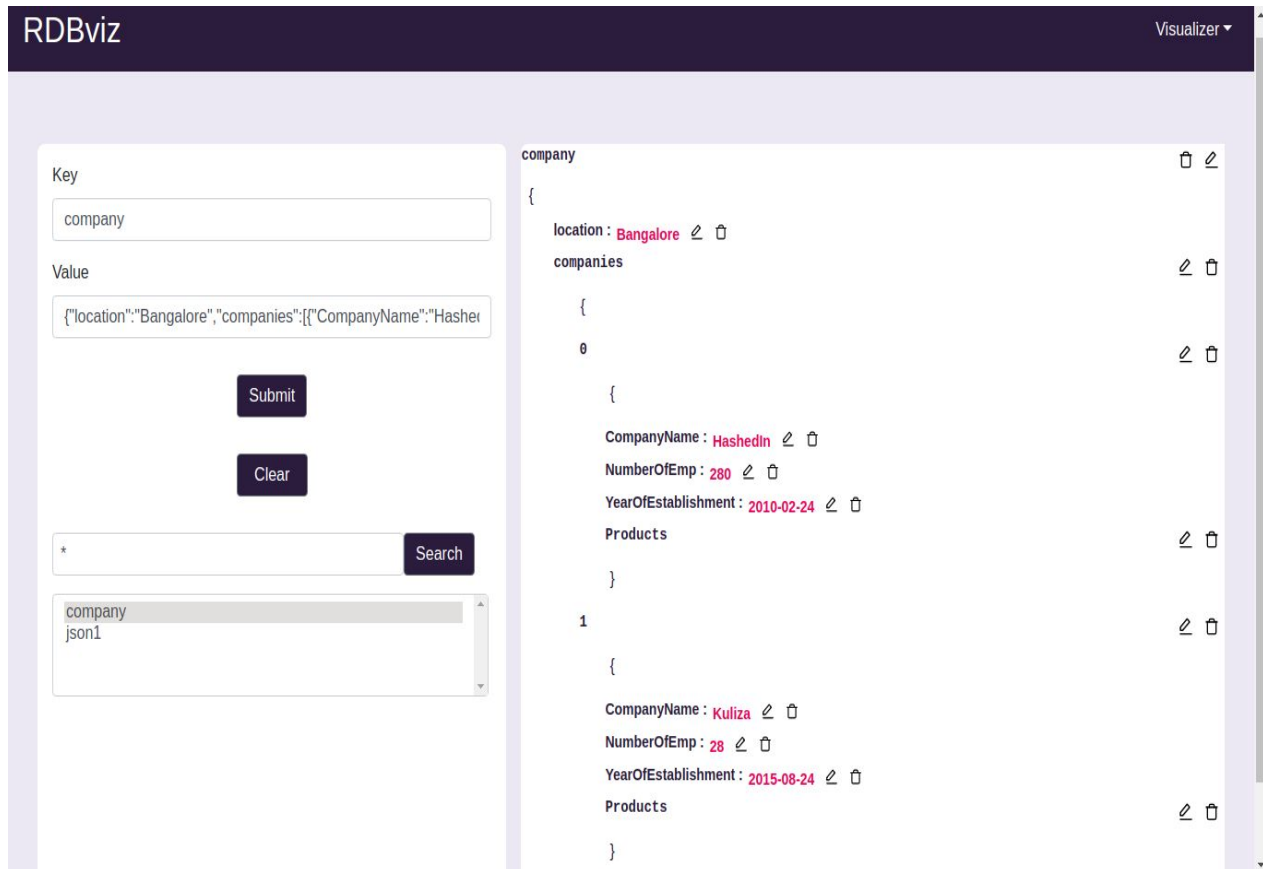 RDBviz
Visualizer
Key
company
Value
{"location":"Bangalore","companies":[{"CompanyName":"Hashe
Submit
Clear
*
Search
company
json1
company
{
location : Bangalore
companies
{
0
{
CompanyName : HashedIn
NumberOfEmp : 280
YearOfEstablishment : 2010-02-24
Products
}
1
{
CompanyName : Kuliza
NumberOfEmp : 28
YearOfEstablishment : 2015-08-24
Products
}